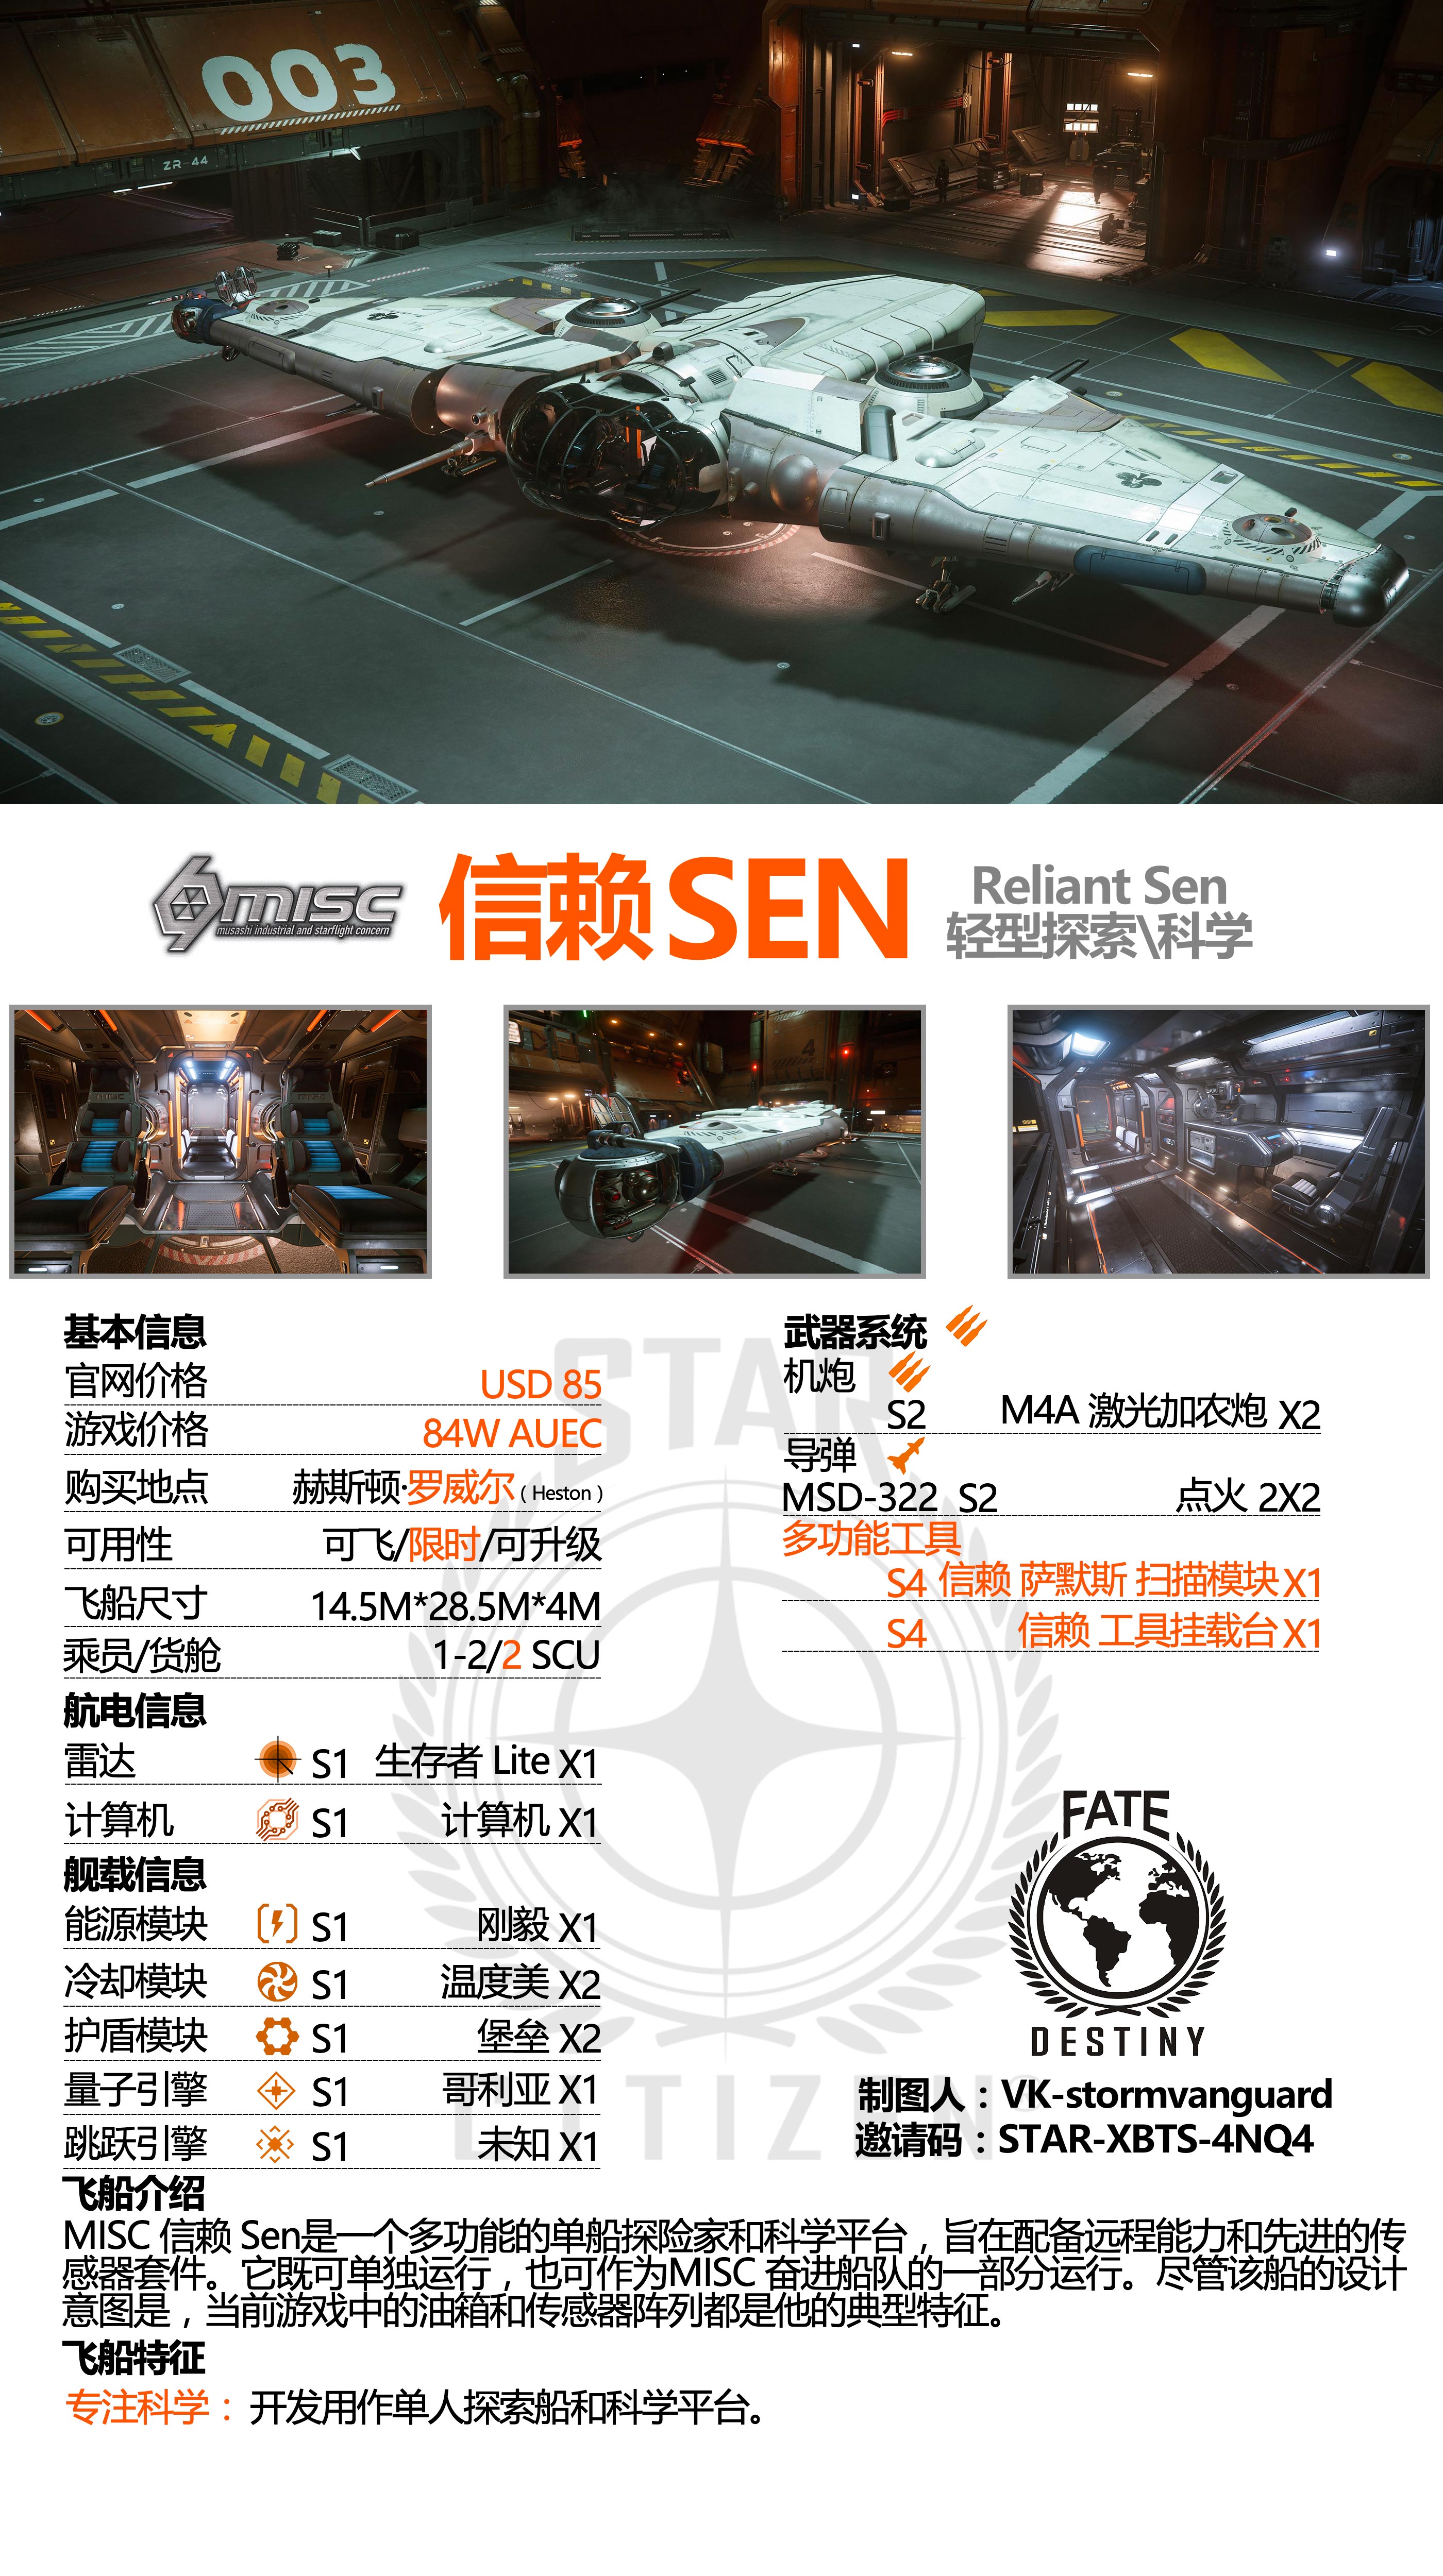 003
ZR-44
misc
musashi industrial and starflight concern
信赖SEN
Reliant Sen
轻型探索\科学
MISC
MISC
4
基本信息
官网价格 USD 85
游戏价格 84W AUEC
购买地点 赫斯顿·罗威尔 ( Heston )
可用性 可飞/限时/可升级
飞船尺寸 14.5M*28.5M*4M
乘员/货舱 1-2/2 SCU
航电信息
雷达 S1 生存者 Lite X1
计算机 S1 计算机 X1
舰载信息
能源模块 S1 刚毅 X1
冷却模块 S1 温度美 X2
护盾模块 S1 堡垒 X2
量子引擎 S1 哥利亚 X1
跳跃引擎 S1 未知 X1
武器系统
机炮
S2 M4A 激光加农炮 X2
导弹
MSD-322 S2 点火 2X2
多功能工具
S4 信赖 萨默斯 扫描模块 X1
S4 信赖 工具挂载台 X1
STAR
CITIZEN
FATE
DESTINY
制图人：VK-stormvanguard
邀请码：STAR-XBTS-4NQ4
飞船介绍
MISC 信赖 Sen是一个多功能的单船探险家和科学平台，旨在配备远程能力和先进的传
感器套件。它既可单独运行，也可作为MISC 奋进船队的一部分运行。尽管该船的设计
意图是，当前游戏中的油箱和传感器阵列都是他的典型特征。
飞船特征
专注科学：开发用作单人探索船和科学平台。